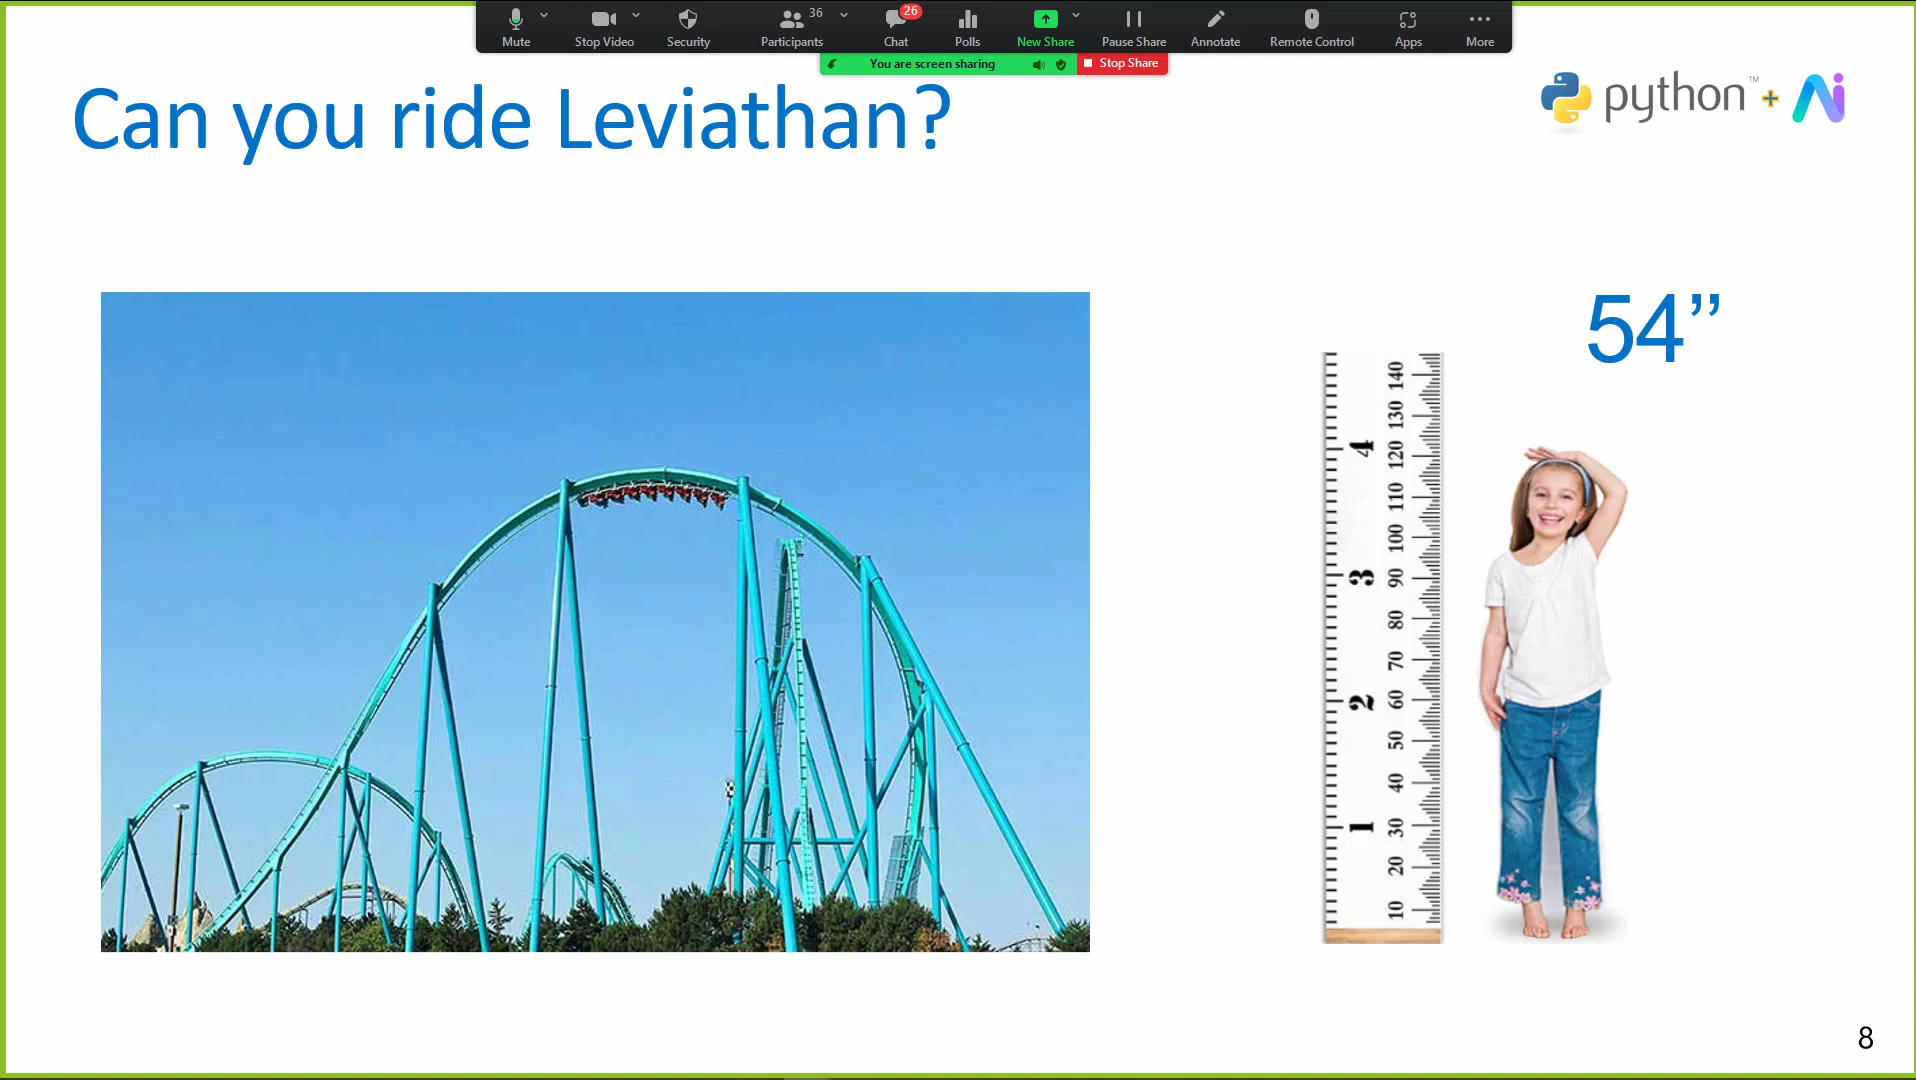 Mute
Stop Video
Security
Participants
36
Chat
26
Polls
New Share
Pause Share
Annotate
Remote Control
Apps
More
You are screen sharing
Stop Share
Can you ride Leviathan?
python™ + Ai
54”
140
130
4
120
110
100
3
90
80
70
2
60
50
40
1
30
20
10
8